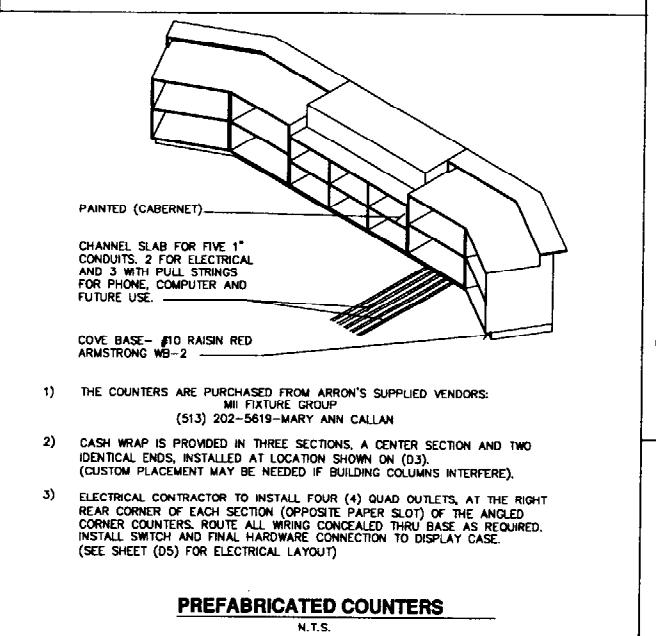 PAINTED (CABERNET)
CHANNEL SLAB FOR FIVE 1"
CONDUITS. 2 FOR ELECTRICAL
AND 3 WITH PULL STRINGS
FOR PHONE, COMPUTER AND
FUTURE USE.
COVE BASE- #10 RAISIN RED
ARMSTRONG WB-2
1) THE COUNTERS ARE PURCHASED FROM ARRON'S SUPPLIED VENDORS:
MII FIXTURE GROUP
(513) 202-5619-MARY ANN CALLAN
2) CASH WRAP IS PROVIDED IN THREE SECTIONS, A CENTER SECTION AND TWO
IDENTICAL ENDS, INSTALLED AT LOCATION SHOWN ON (D3).
(CUSTOM PLACEMENT MAY BE NEEDED IF BUILDING COLUMNS INTERFERE).
3) ELECTRICAL CONTRACTOR TO INSTALL FOUR (4) QUAD OUTLETS, AT THE RIGHT
REAR CORNER OF EACH SECTION (OPPOSITE PAPER SLOT) OF THE ANGLED
CORNER COUNTERS. ROUTE ALL WIRING CONCEALED THRU BASE AS REQUIRED.
INSTALL SWITCH AND FINAL HARDWARE CONNECTION TO DISPLAY CASE.
(SEE SHEET (D5) FOR ELECTRICAL LAYOUT)
PREFABRICATED COUNTERS
N.T.S.